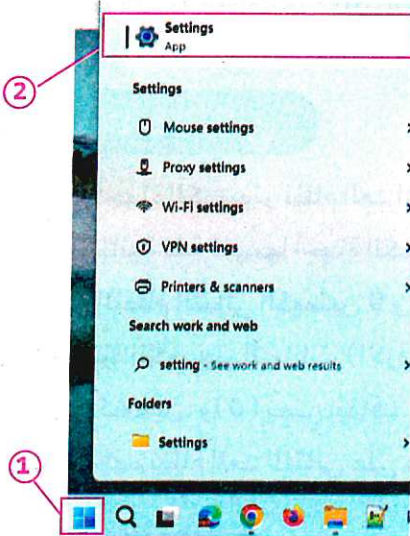 ②
Settings
App
Settings
Mouse settings
Proxy settings
Wi-Fi settings
VPN settings
Printers & scanners
Search work and web
setting - See work and web results
Folders
Settings
①